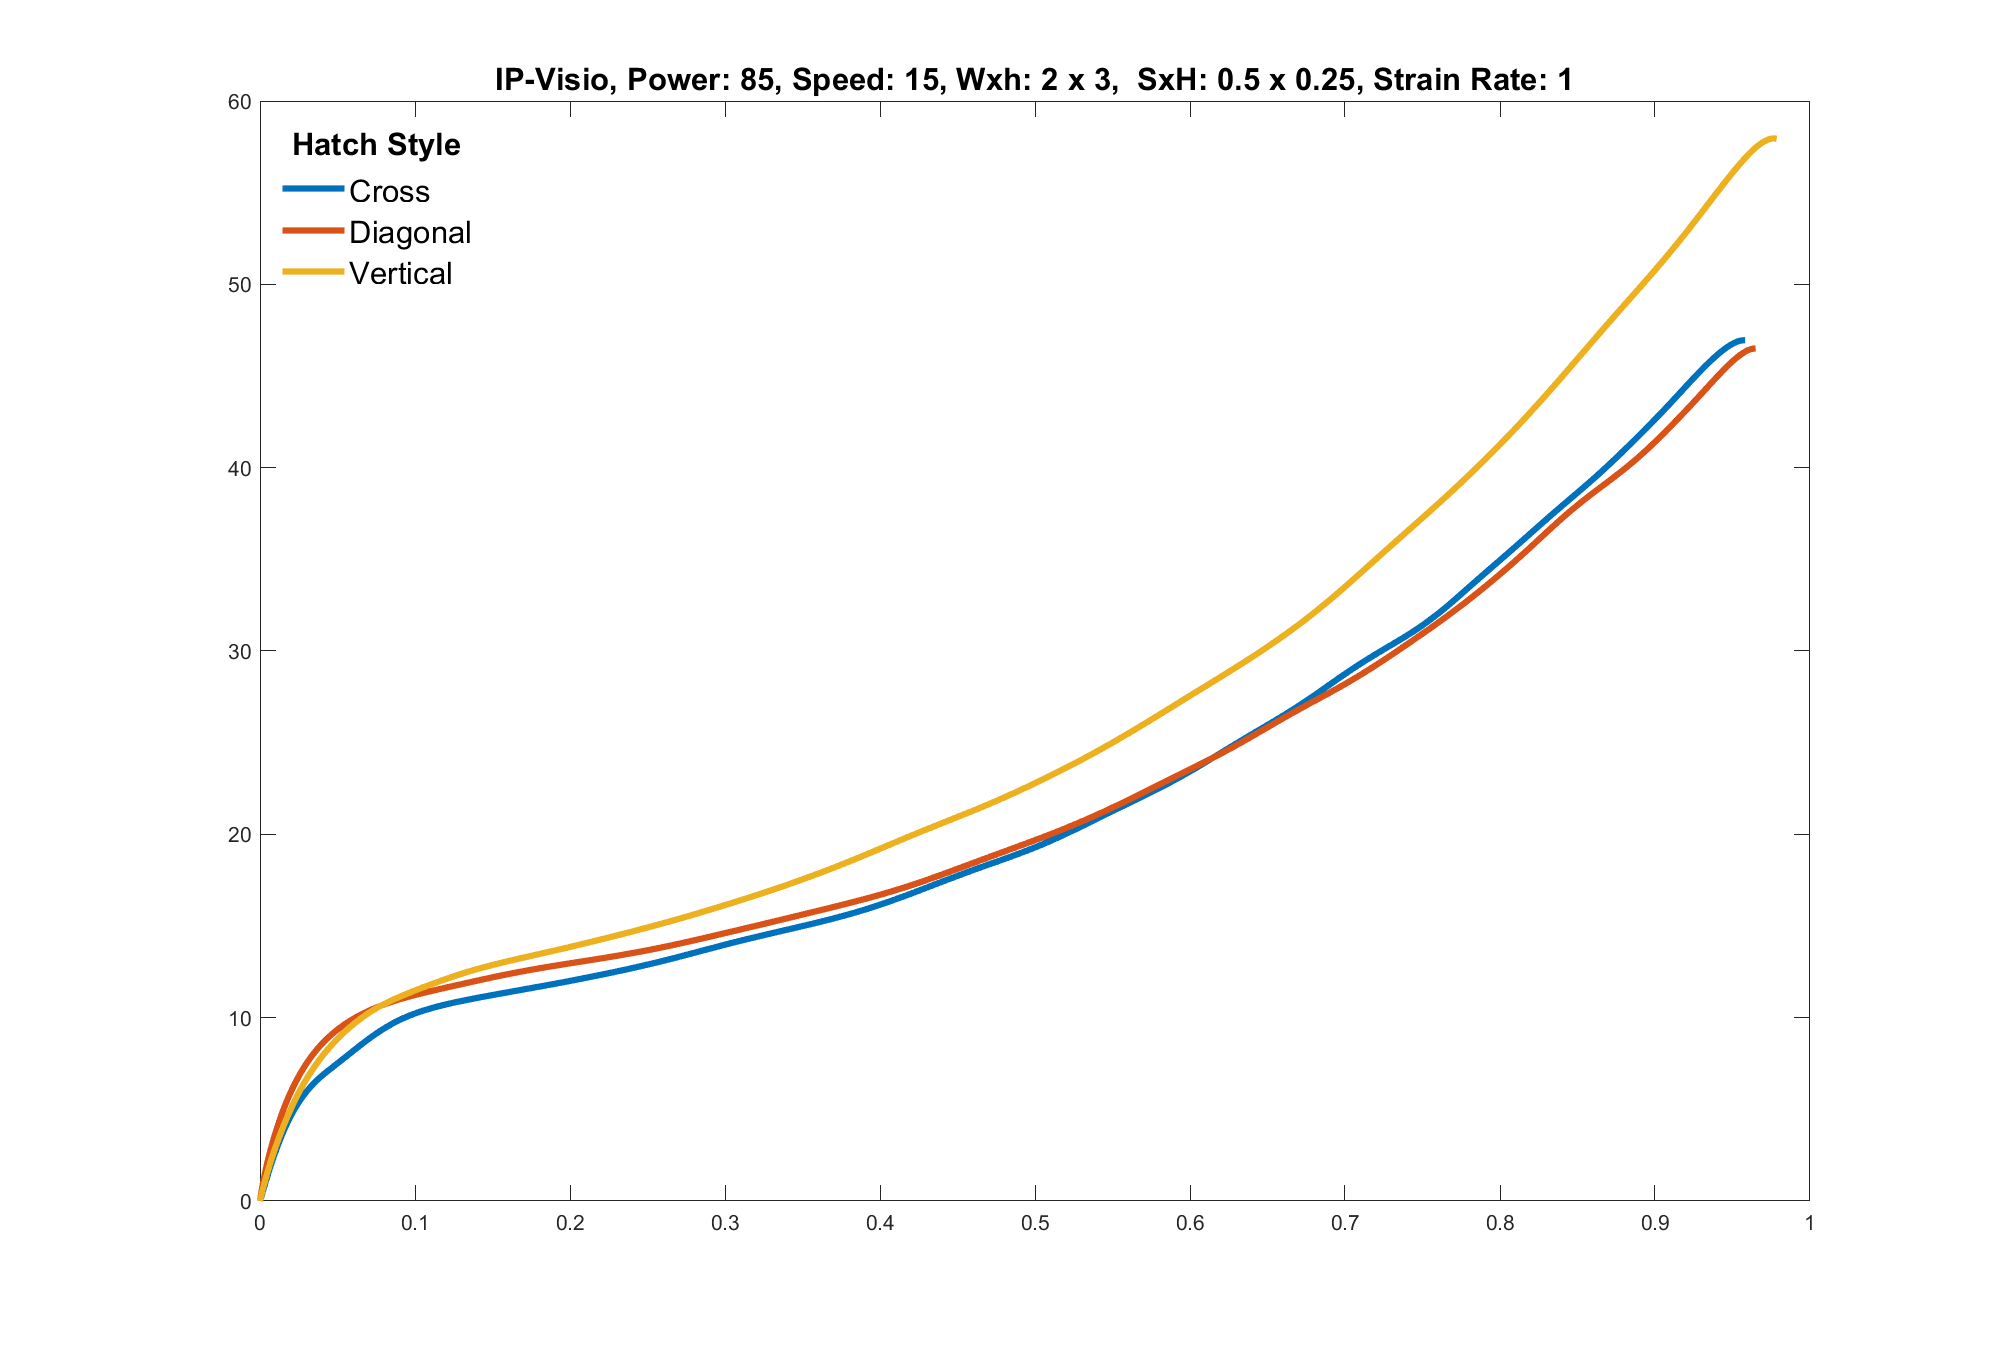 IP-Visio, Power: 85, Speed: 15, Wxh: 2 x 3,  SxH: 0.5 x 0.25, Strain Rate: 1
Hatch Style
Cross
Diagonal
Vertical
60
50
40
30
20
10
0
0 0.1 0.2 0.3 0.4 0.5 0.6 0.7 0.8 0.9 1